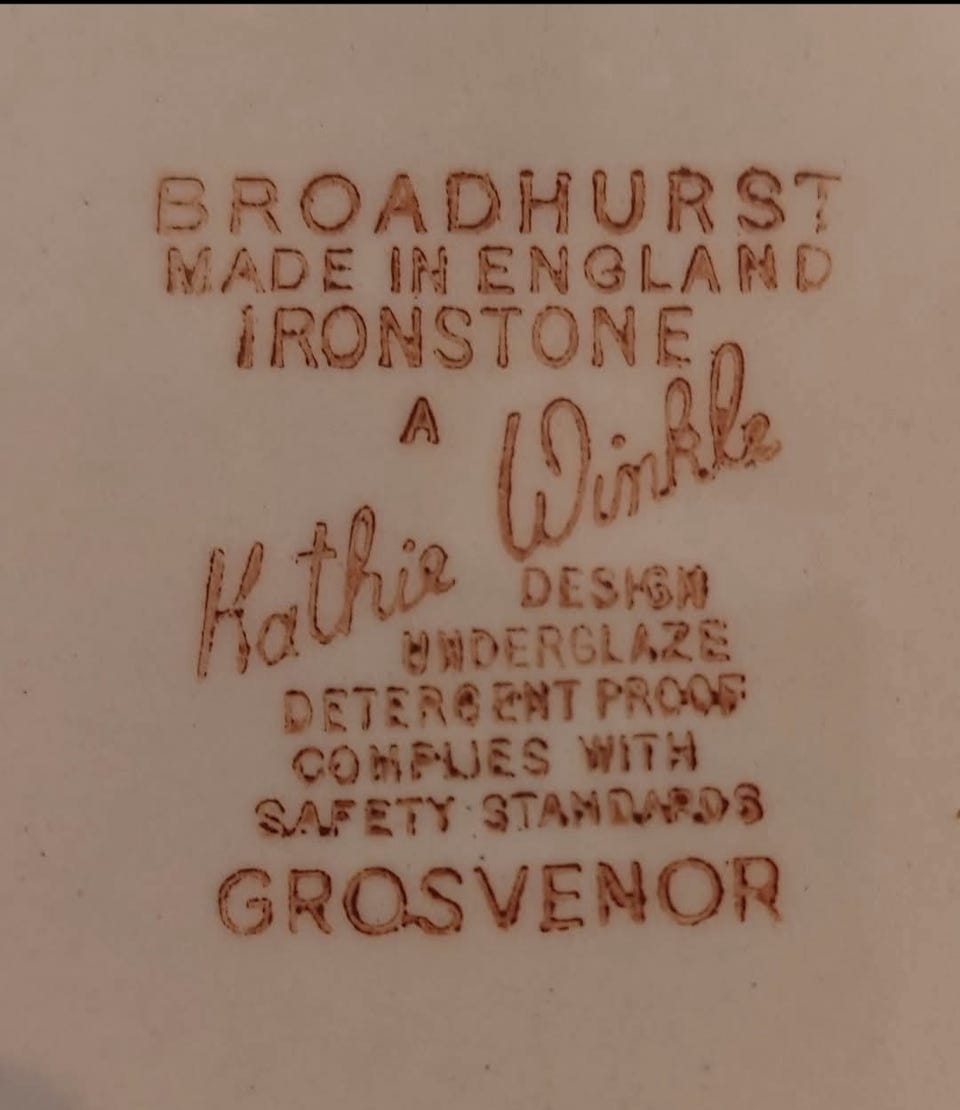 BROADHURST
MADE IN ENGLAND
IRONSTONE
A
Kathie Winkle
DESIGN
UNDERGLAZE
DETERGENT PROOF
COMPLIES WITH
SAFETY STANDARDS
GROSVENOR